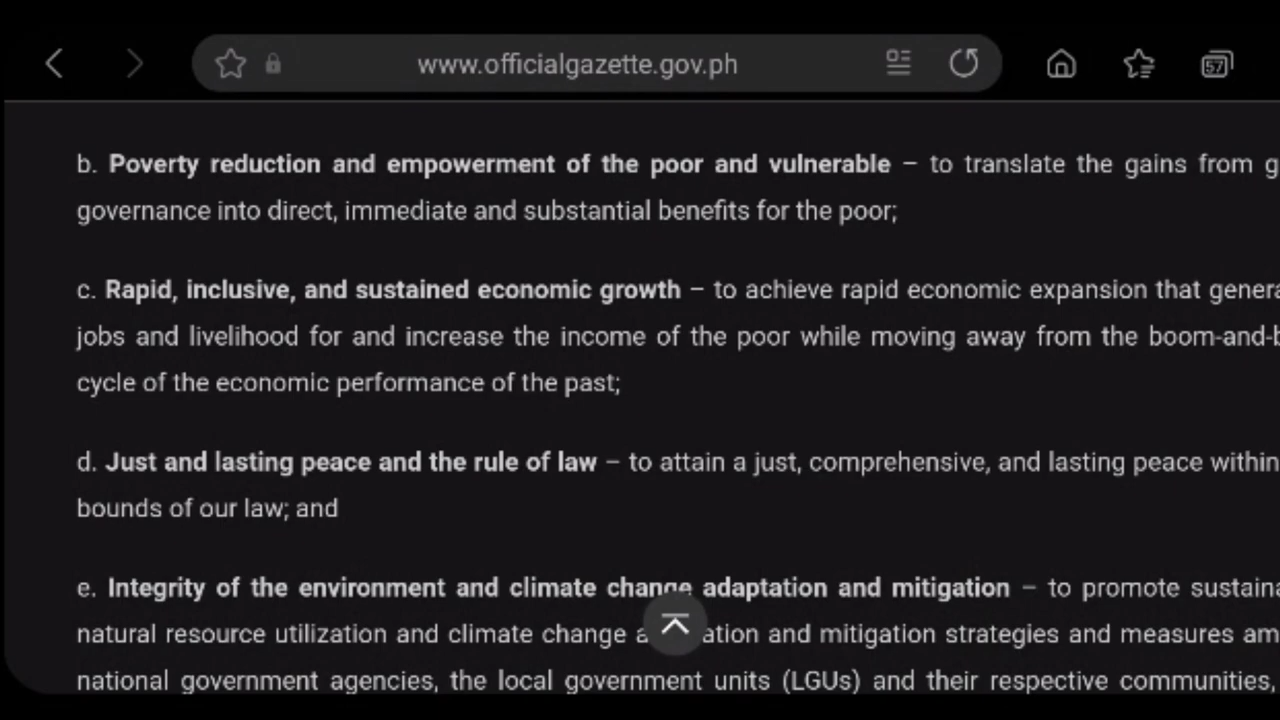 www.officialgazette.gov.ph
57
b. Poverty reduction and empowerment of the poor and vulnerable – to translate the gains from
governance into direct, immediate and substantial benefits for the poor;
c. Rapid, inclusive, and sustained economic growth – to achieve rapid economic expansion that
jobs and livelihood for and increase the income of the poor while moving away from the
cycle of the economic performance of the past;
d. Just and lasting peace and the rule of law – to attain a just, comprehensive, and lasting peace within
bounds of our law; and
e. Integrity of the environment and climate change adaptation and mitigation – to promote
natural resource utilization and climate change and mitigation strategies and measures
national government agencies, the local government units (LGUs) and their respective communities,